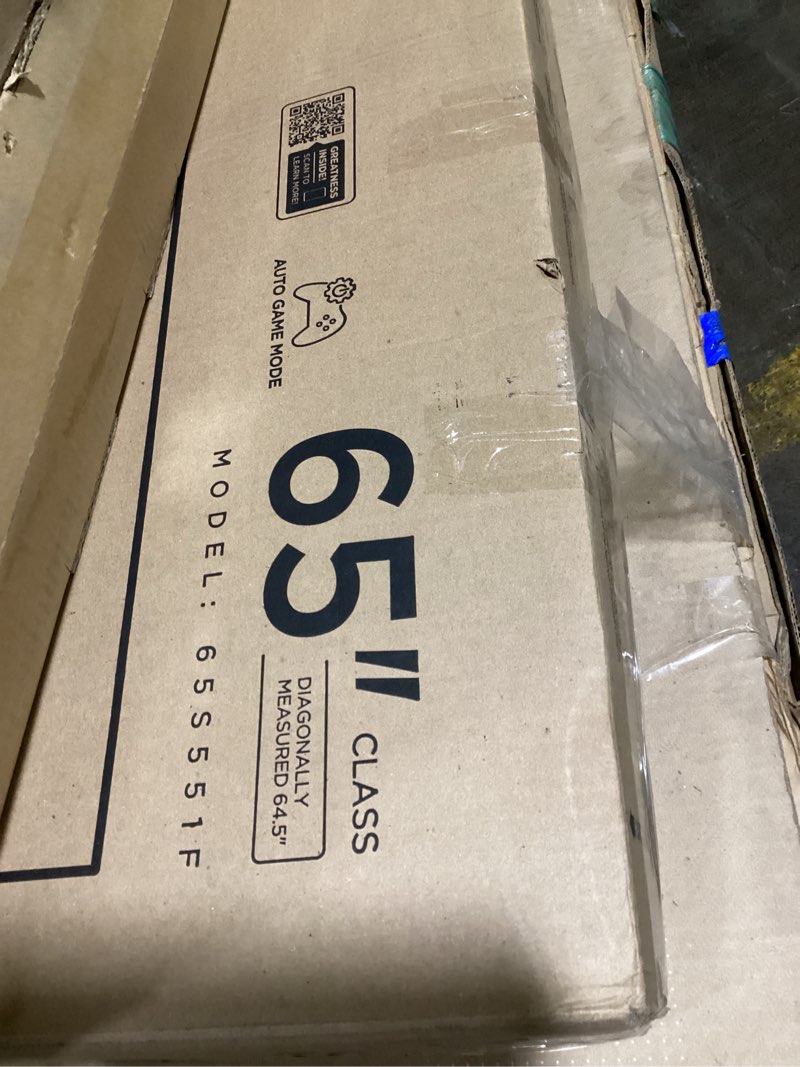 GREATNESS
INSIDE!
SCAN TO
LEARN MORE!
AUTO GAME MODE
65" CLASS
DIAGONALLY
MEASURED 64.5"
MODEL: 65S551F